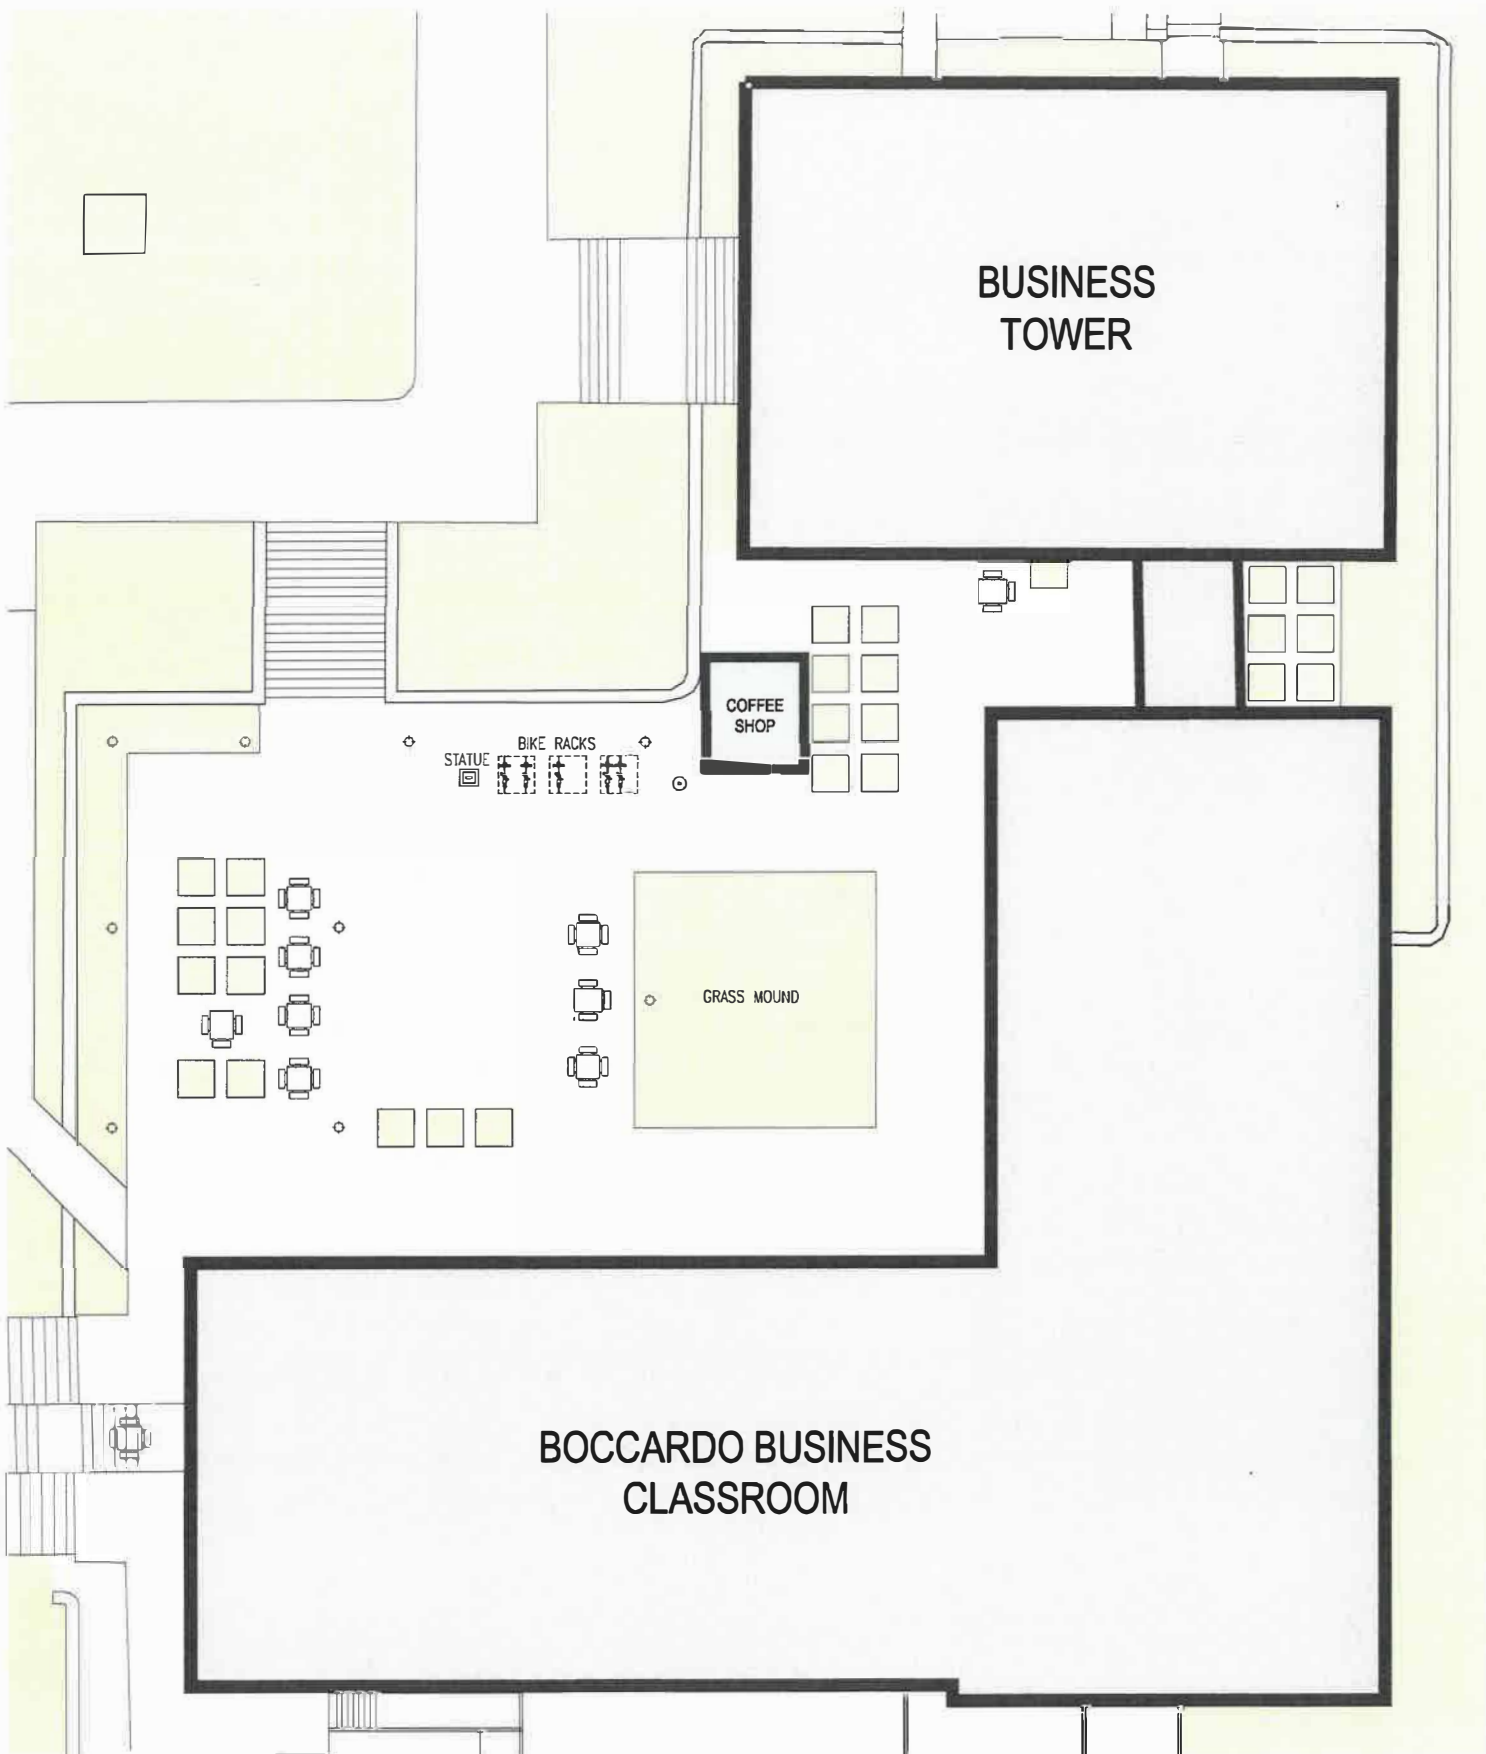 BUSINESS
TOWER
COFFEE
SHOP
BIKE RACKS
STATUE
GRASS MOUND
BOCCARDO BUSINESS
CLASSROOM